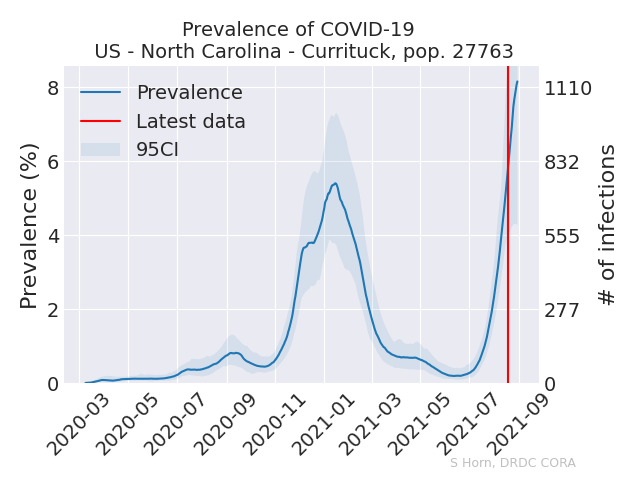 Prevalence of COVID-19
US - North Carolina - Currituck, pop. 27763
Prevalence
Latest data
95CI
Prevalence (%)
8
6
4
2
0
# of infections
1110
832
555
277
0
2020-03
2020-05
2020-07
2020-09
2020-11
2021-01
2021-03
2021-05
2021-07
2021-09
S Horn, DRDC CORA